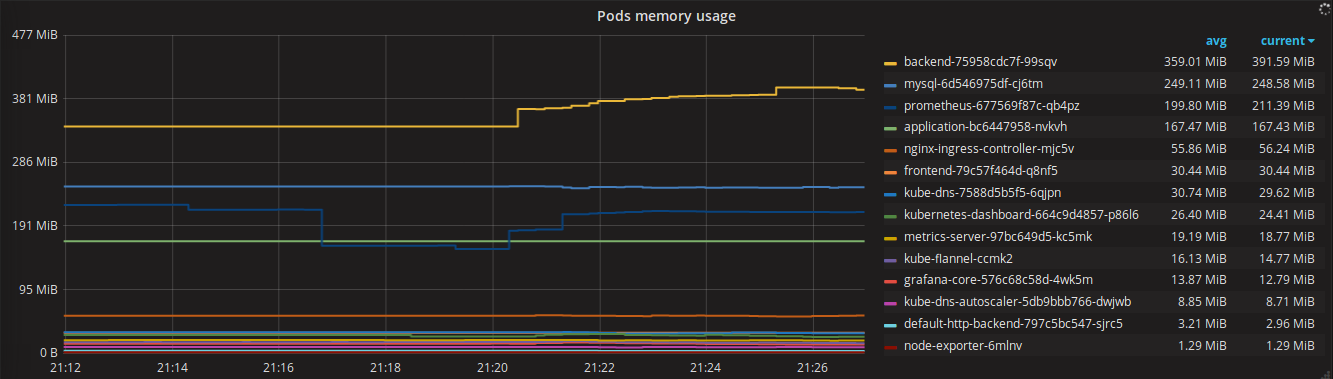 Pods memory usage
477 MiB
381 MiB
286 MiB
191 MiB
95 MiB
0 B
21:12 21:14 21:16 21:18 21:20 21:22 21:24 21:26
avg current
backend-75958cdc7f-99sqv 359.01 MiB 391.59 MiB
mysql-6d546975df-cj6tm 249.11 MiB 248.58 MiB
prometheus-677569f87c-qb4pz 199.80 MiB 211.39 MiB
application-bc6447958-nvkvh 167.47 MiB 167.43 MiB
nginx-ingress-controller-mjc5v 55.86 MiB 56.24 MiB
frontend-79c57f464d-q8nf5 30.44 MiB 30.44 MiB
kube-dns-7588d5b5f5-6qjpn 30.74 MiB 29.62 MiB
kubernetes-dashboard-664c9d4857-p86l6 26.40 MiB 24.41 MiB
metrics-server-97bc649d5-kc5mk 19.19 MiB 18.77 MiB
kube-flannel-ccmk2 16.13 MiB 14.77 MiB
grafana-core-576c68c58d-4wk5m 13.87 MiB 12.79 MiB
kube-dns-autoscaler-5db9bbb766-dwjwb 8.85 MiB 8.71 MiB
default-http-backend-797c5bc547-sjrc5 3.21 MiB 2.96 MiB
node-exporter-6mlnv 1.29 MiB 1.29 MiB